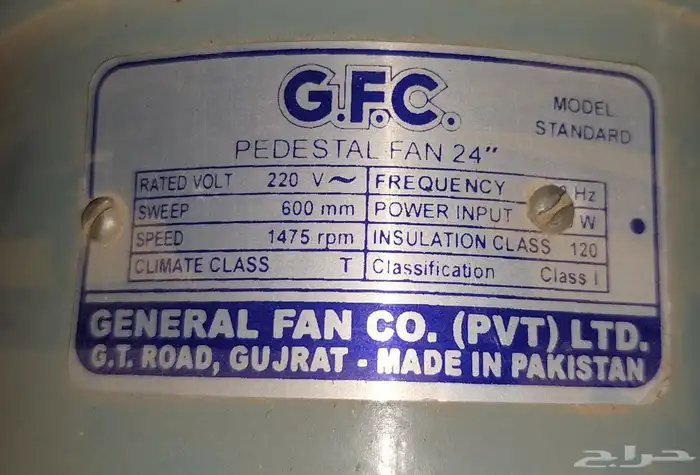 G.F.C.
MODEL
STANDARD
PEDESTAL FAN 24"
RATED VOLT 220 V ~ FREQUENCY Hz
SWEEP 600 mm POWER INPUT W
SPEED 1475 rpm INSULATION CLASS 120
CLIMATE CLASS T Classification Class I
GENERAL FAN CO. (PVT) LTD.
G.T. ROAD, GUJRAT - MADE IN PAKISTAN
حراج